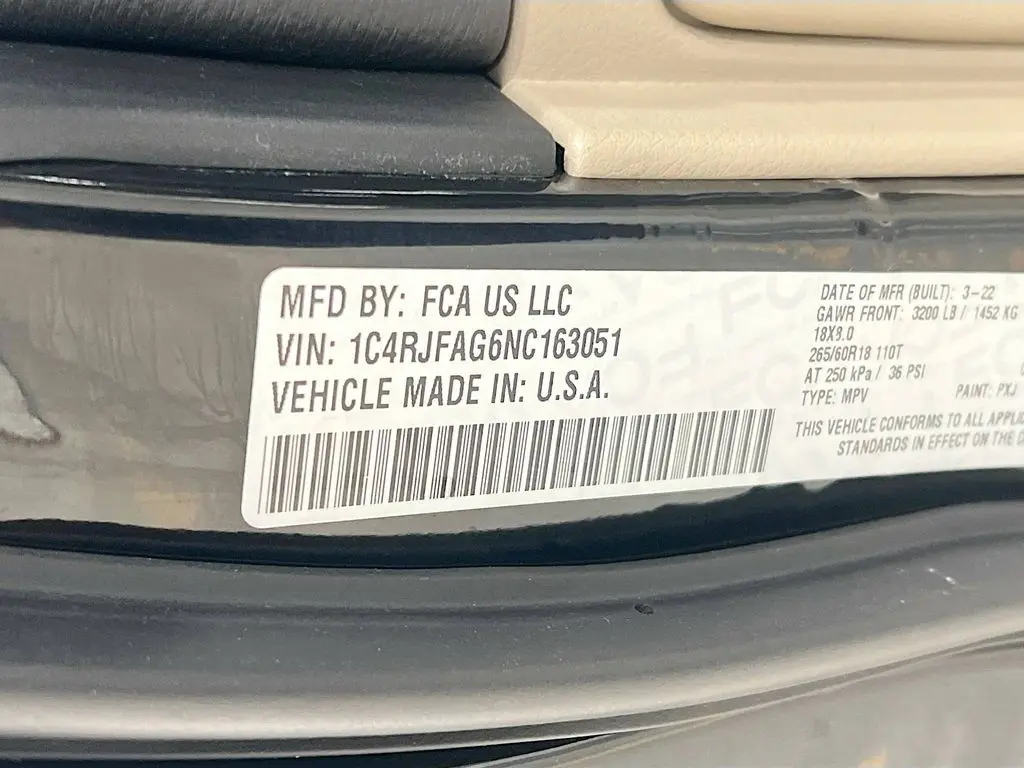 MFD BY: FCA US LLC
VIN: 1C4RJFAG6NC163051
VEHICLE MADE IN: U.S.A.
DATE OF MFR (BUILT): 3-22
GAWR FRONT: 3200 LB / 1452 KG
18X8.0
265/60R18 110T
AT 250 kPa / 36 PSI
TYPE: MPV PAINT: PXJ
THIS VEHICLE CONFORMS TO ALL
STANDARDS IN EFFECT ON THE